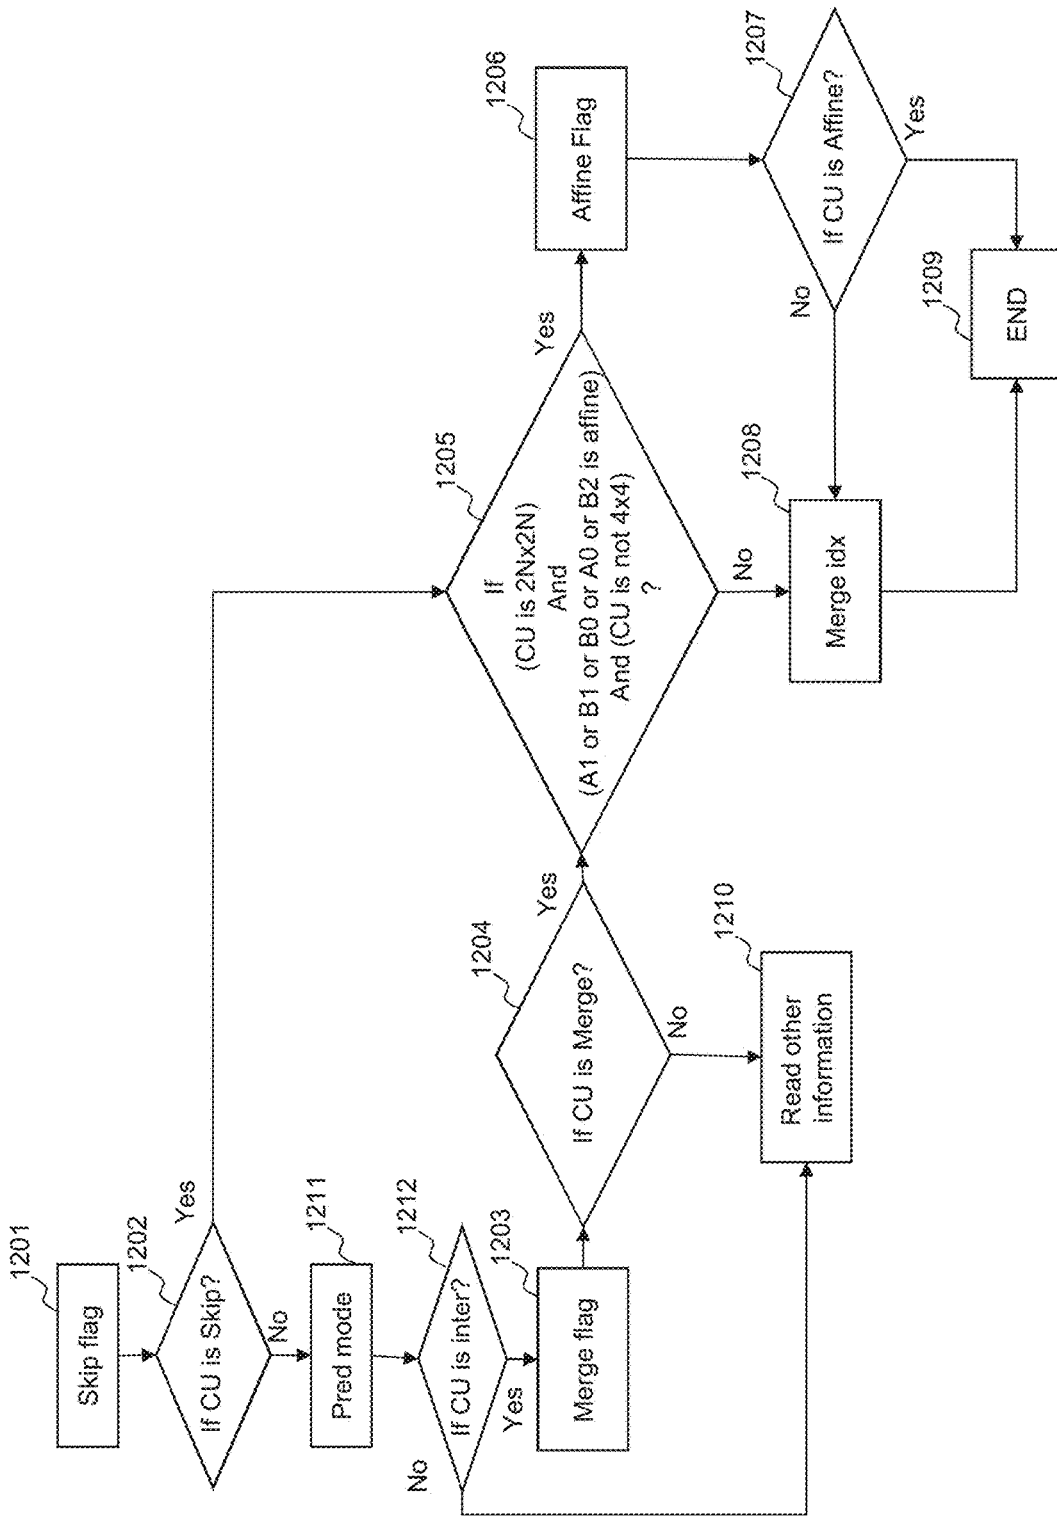 1201
Skip flag
1202
If CU is Skip?
Yes
No
1211
Pred mode
1212
If CU is inter?
No
Yes
1203
Merge flag
1204
If CU is Merge?
Yes
No
1210
Read other
information
1205
If
(CU is 2Nx2N)
And
(A1 or B1 or B0 or A0 or B2 is affine)
And (CU is not 4x4)
?
Yes
No
1206
Affine Flag
1207
If CU is Affine?
No
Yes
1208
Merge idx
1209
END